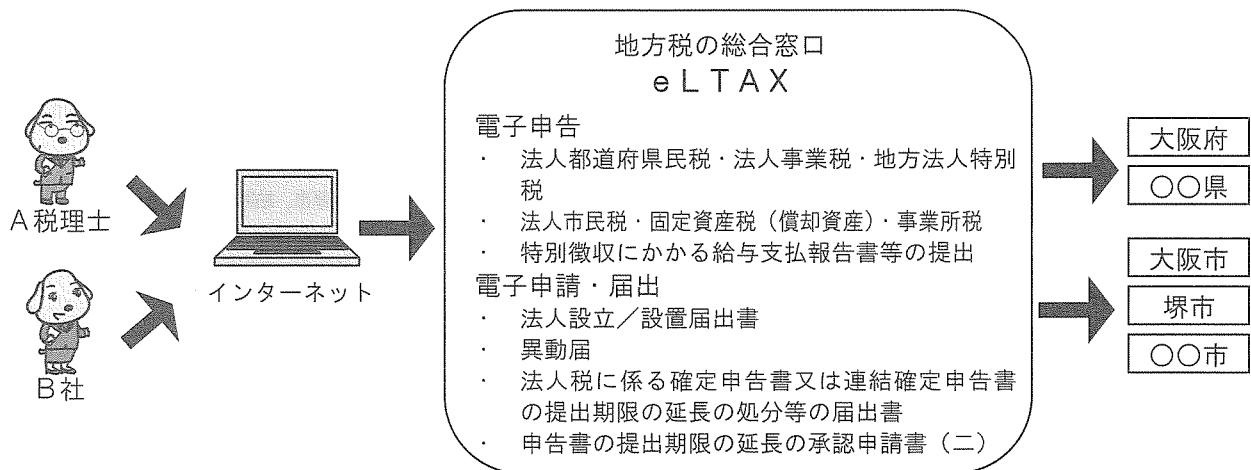 A税理士
B社
インターネット
地方税の総合窓口
eLTAX
電子申告
・ 法人都道府県民税・法人事業税・地方法人特別
税
・ 法人市民税・固定資産税(償却資産)・事業所税
・ 特別徴収にかかる給与支払報告書等の提出
電子申請・届出
・ 法人設立/設置届出書
・ 異動届
・ 法人税に係る確定申告書又は連結確定申告書
の提出期限の延長の処分等の届出書
・ 申告書の提出期限の延長の承認申請書(二)
大阪府
〇〇県
大阪市
堺市
〇〇市